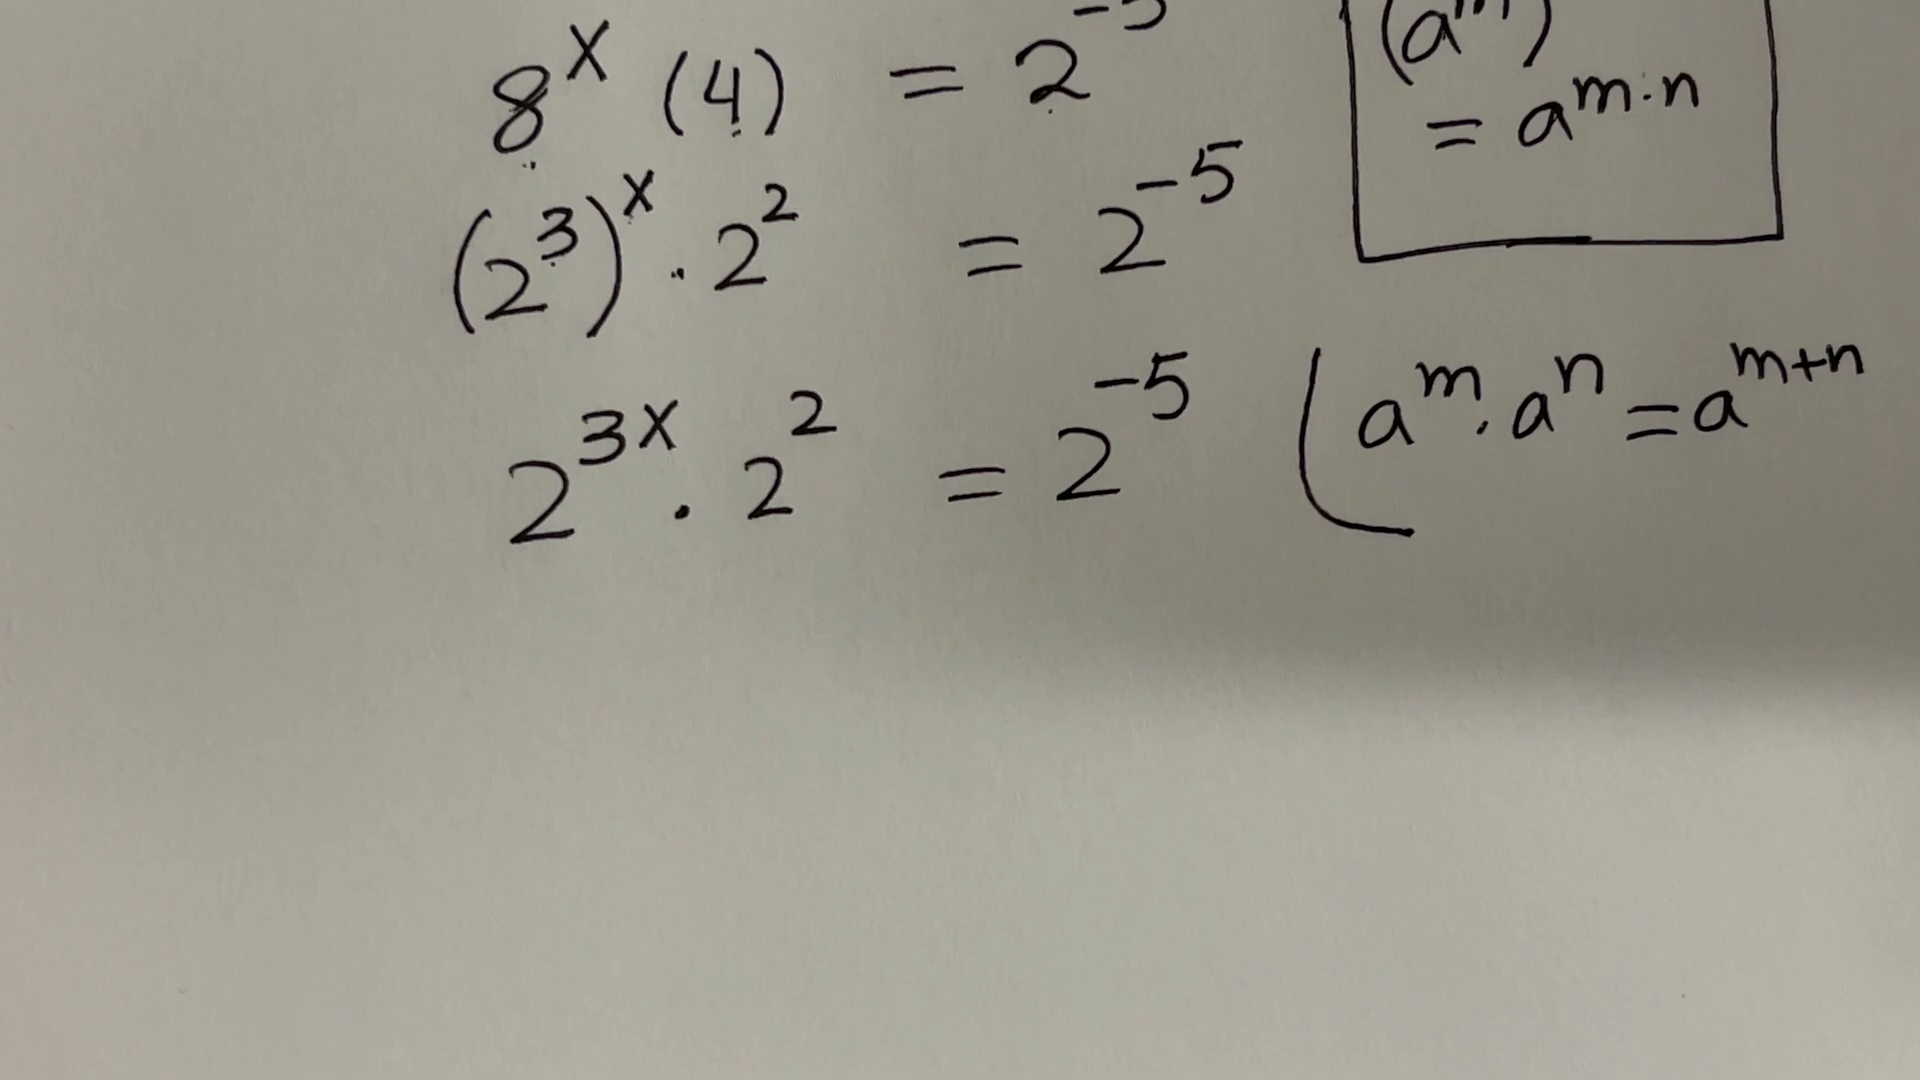 8^x (4) = 2^-5
(a^m)
= a^m·n
(2^3)^x · 2^2 = 2^-5
2^3x · 2^2 = 2^-5 (a^m · a^n = a^m+n